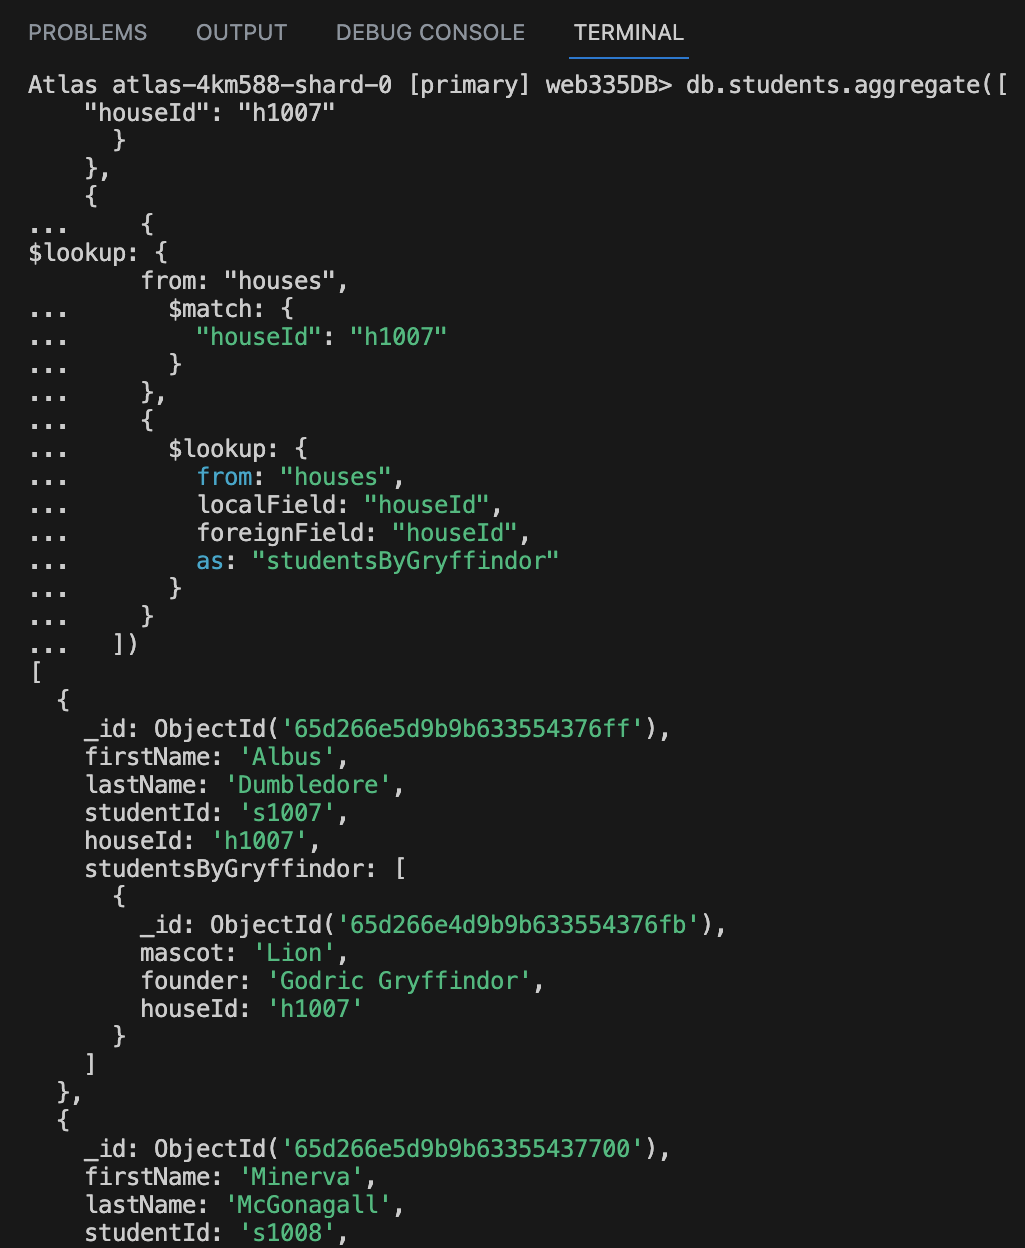 PROBLEMS OUTPUT DEBUG CONSOLE TERMINAL
Atlas atlas-4km588-shard-0 [primary] web335DB> db.students.aggregate([
    "houseId": "h1007"
      }
    },
    {
...     {
$lookup: {
        from: "houses",
...       $match: {
...         "houseId": "h1007"
...       }
...     },
...     {
...       $lookup: {
...         from: "houses",
...         localField: "houseId",
...         foreignField: "houseId",
...         as: "studentsByGryffindor"
...       }
...     }
...   ])
[
  {
    _id: ObjectId('65d266e5d9b9b633554376ff'),
    firstName: 'Albus',
    lastName: 'Dumbledore',
    studentId: 's1007',
    houseId: 'h1007',
    studentsByGryffindor: [
      {
        _id: ObjectId('65d266e4d9b9b633554376fb'),
        mascot: 'Lion',
        founder: 'Godric Gryffindor',
        houseId: 'h1007'
      }
    ]
  },
  {
    _id: ObjectId('65d266e5d9b9b63355437700'),
    firstName: 'Minerva',
    lastName: 'McGonagall',
    studentId: 's1008',